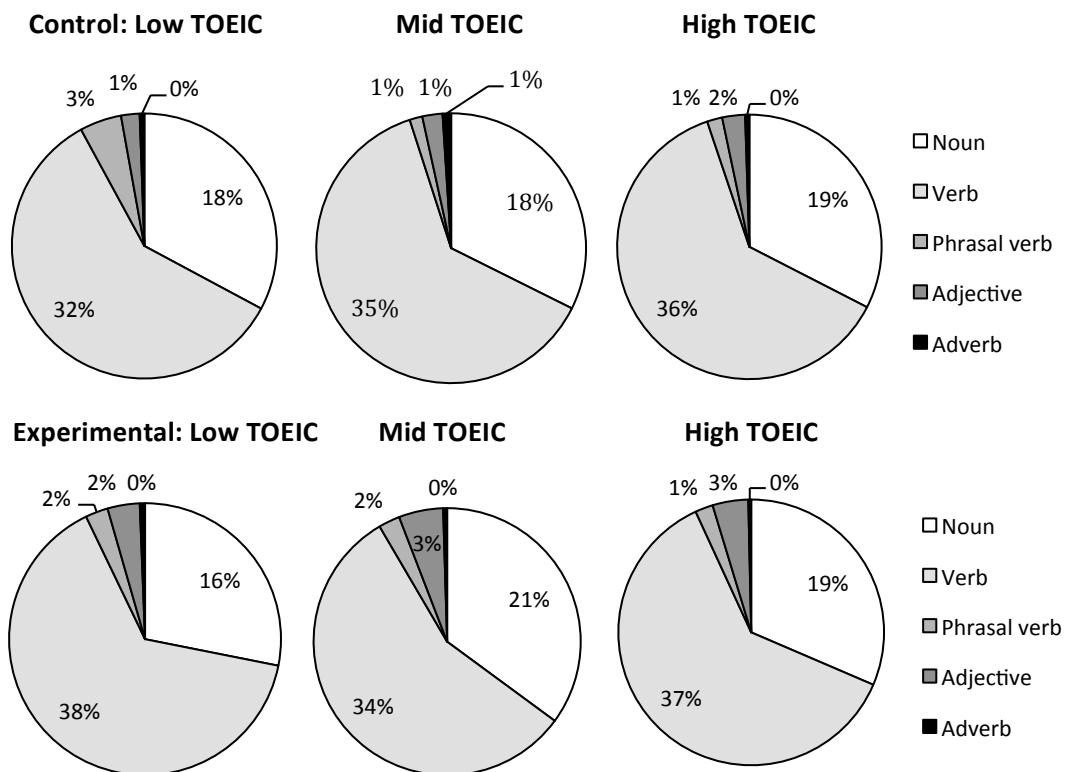 Control: Low TOEIC Mid TOEIC High TOEIC
3% 1% 0% 1% 1% 1% 1% 2% 0%
18% 18% 19%
32% 35% 36%
Noun
Verb
Phrasal verb
Adjective
Adverb
Experimental: Low TOEIC Mid TOEIC High TOEIC
2% 2% 0% 2% 0% 1% 3% 0%
16% 3% 21% 19%
38% 34% 37%
Noun
Verb
Phrasal verb
Adjective
Adverb